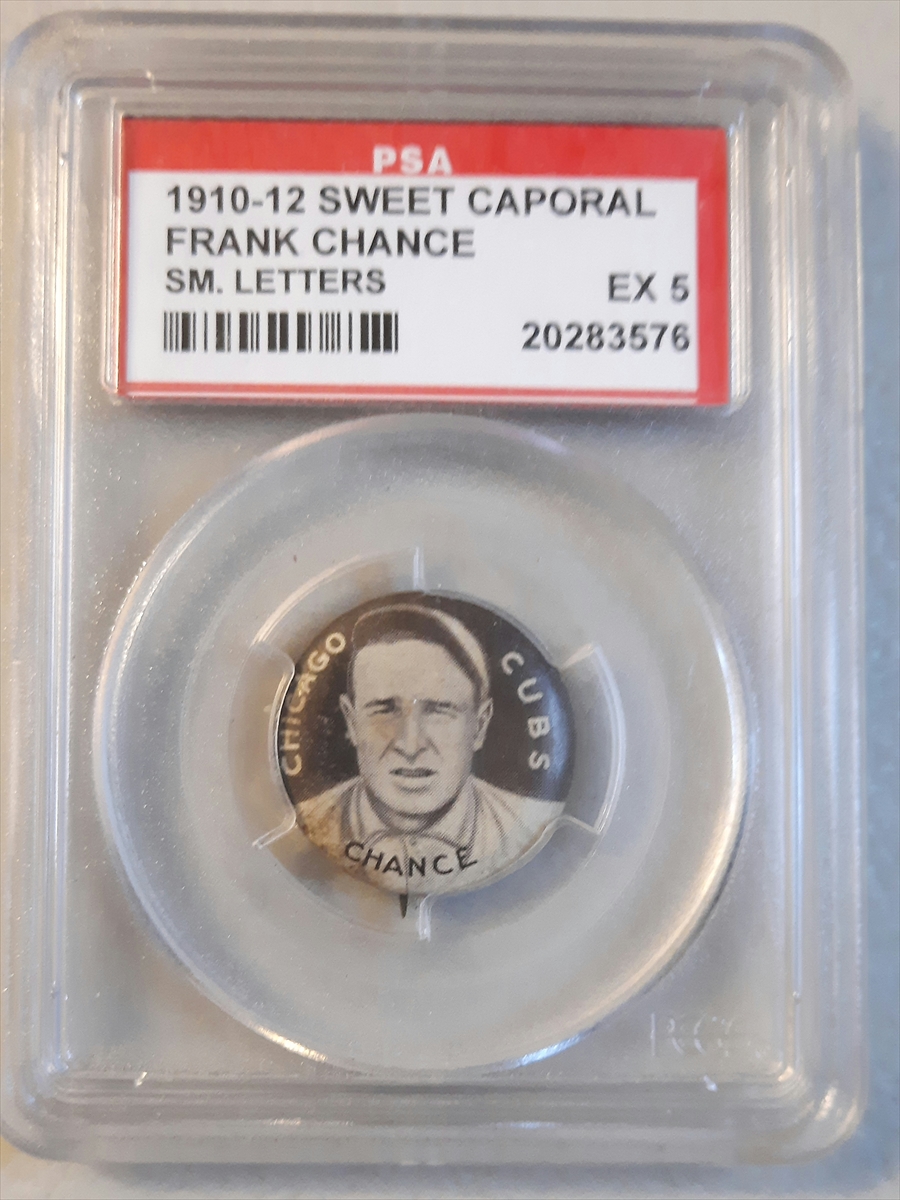 PSA
1910-12 SWEET CAPORAL
FRANK CHANCE
SM. LETTERS
EX 5
20283576
CHICAGO
CUBS
CHANCE